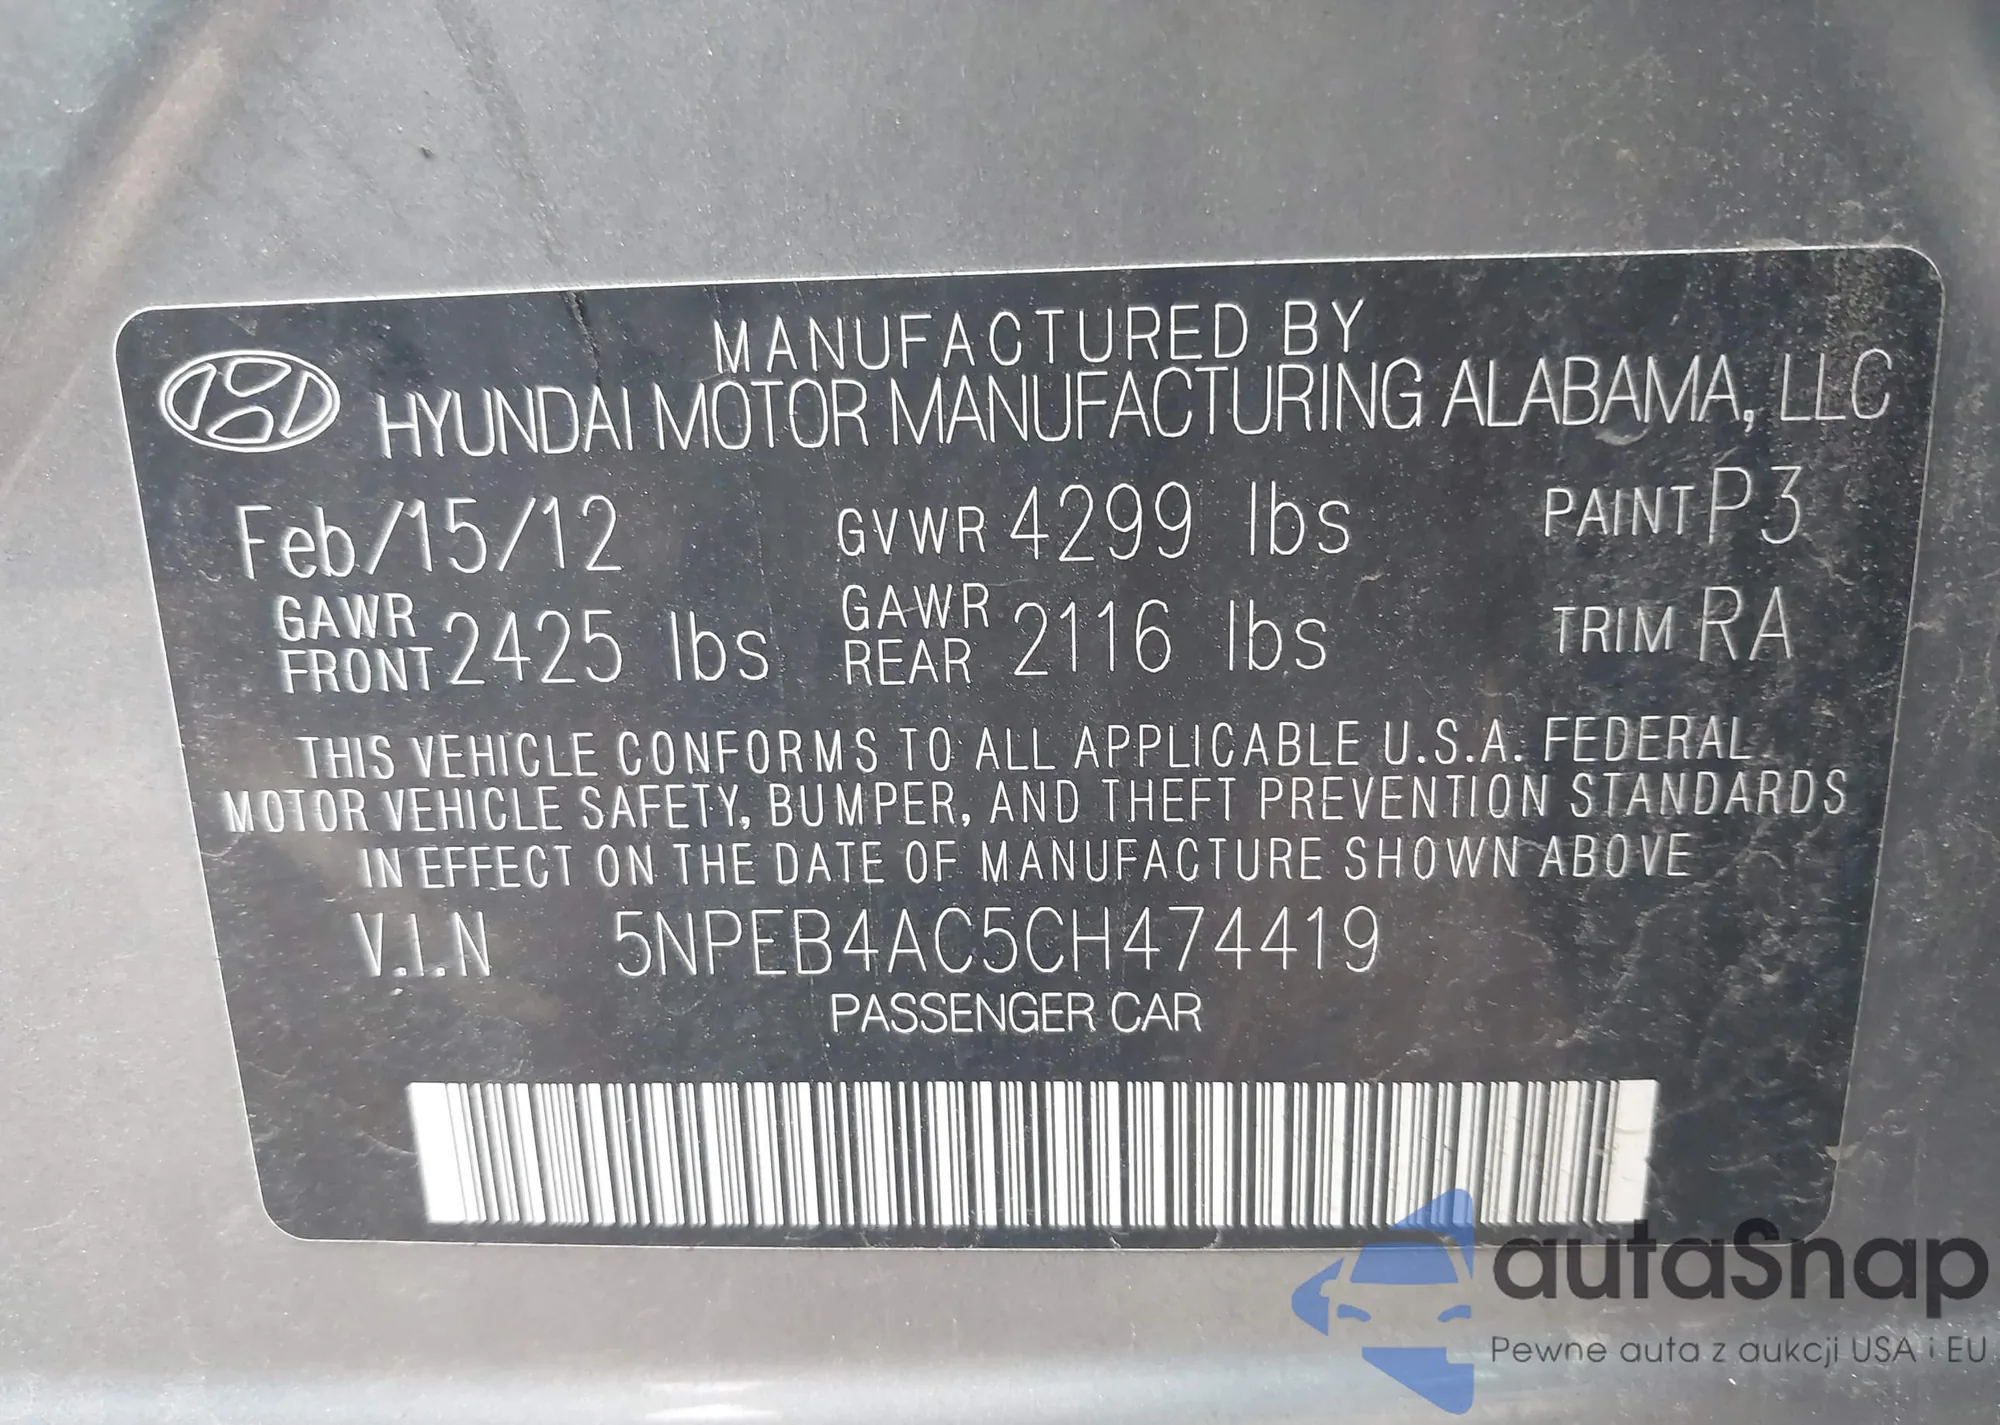 MANUFACTURED BY
HYUNDAI MOTOR MANUFACTURING ALABAMA, LLC
Feb/15/12 GVWR 4299 lbs PAINT P3
GAWR FRONT 2425 lbs GAWR REAR 2116 lbs TRIM RA
THIS VEHICLE CONFORMS TO ALL APPLICABLE U.S.A. FEDERAL
MOTOR VEHICLE SAFETY, BUMPER, AND THEFT PREVENTION STANDARDS
IN EFFECT ON THE DATE OF MANUFACTURE SHOWN ABOVE
V.I.N 5NPEB4AC5CH474419
PASSENGER CAR
autaSnap
Pewne auta z aukcji USA i EU